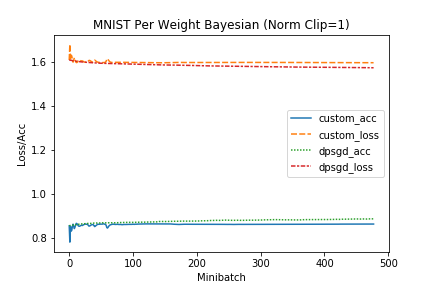 MNIST Per Weight Bayesian (Norm Clip=1)
Loss/Acc
1.6
1.4
1.2
1.0
0.8
custom_acc
custom_loss
dpsgd_acc
dpsgd_loss
0 100 200 300 400 500
Minibatch